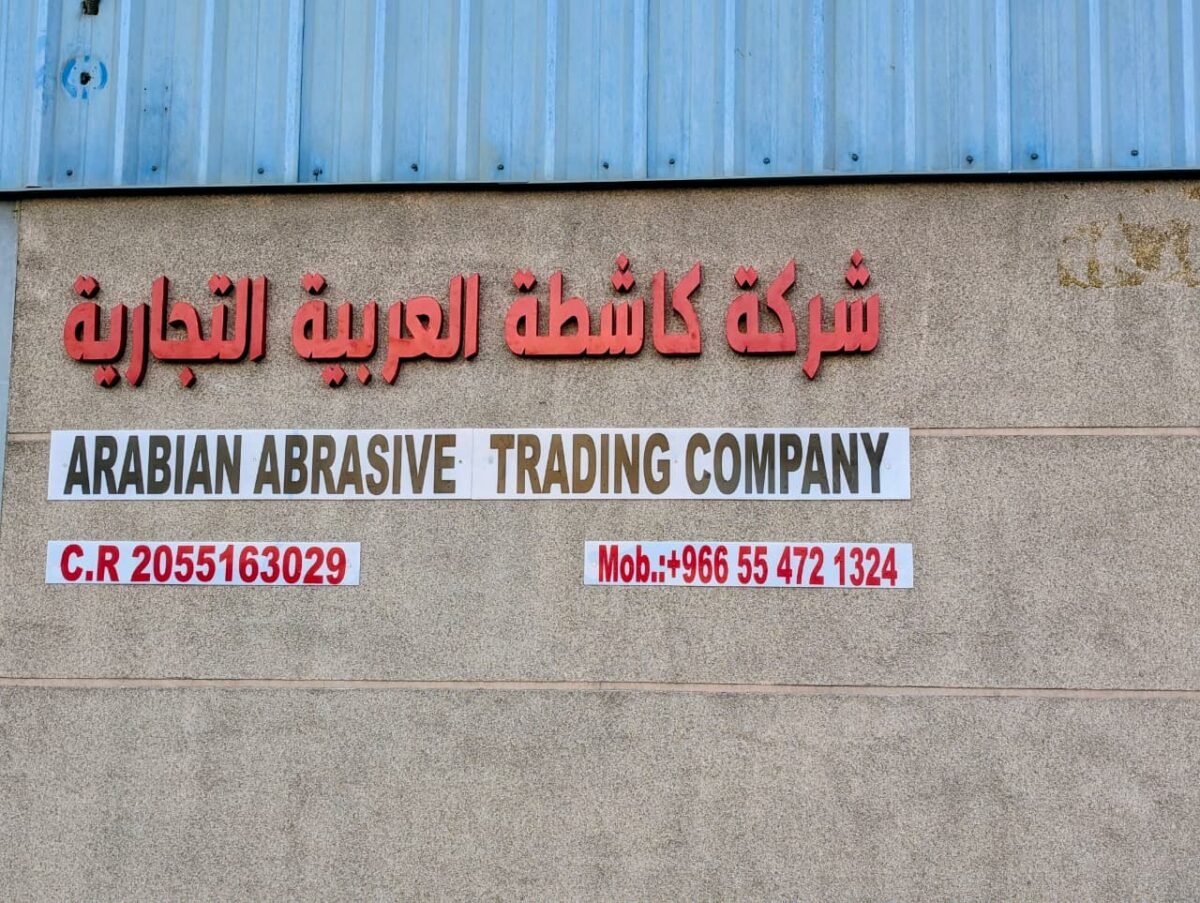 شركة كاشطة العربية التجارية
ARABIAN ABRASIVE TRADING COMPANY
C.R 2055163029
Mob.:+966 55 472 1324